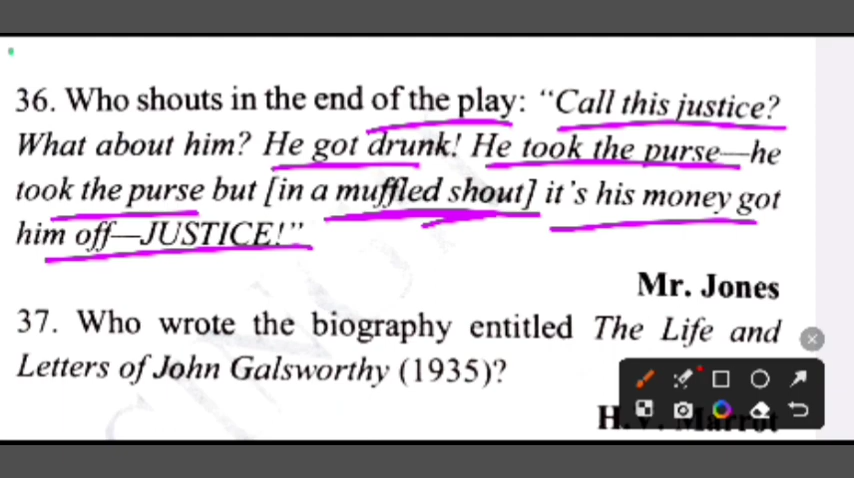 36. Who shouts in the end of the play: “Call this justice?
What about him? He got drunk! He took the purse—he
took the purse but [in a muffled shout] it’s his money got
him off—JUSTICE!”
Mr. Jones
37. Who wrote the biography entitled The Life and
Letters of John Galsworthy (1935)?
H.V. Marrot